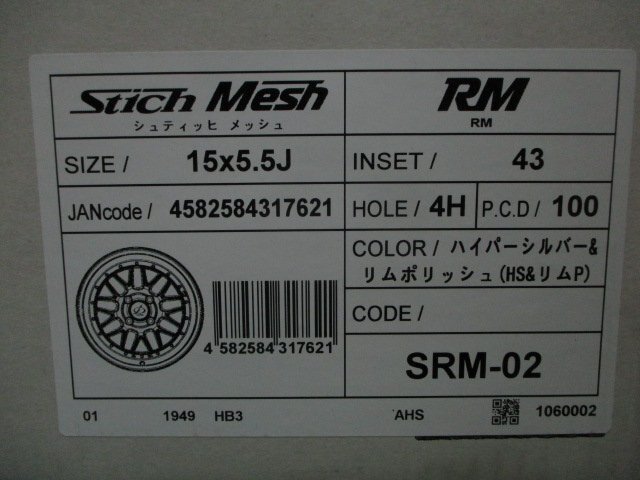 Stich Mesh
シュティッヒ メッシュ
RM
RM
SIZE / 15x5.5J
INSET / 43
JANcode / 4582584317621
HOLE / 4H
P.C.D / 100
COLOR / ハイパーシルバー&
リムポリッシュ(HS&リムP)
4 582584 317621
CODE /
SRM-02
01 1949 HB3
AHS 1060002